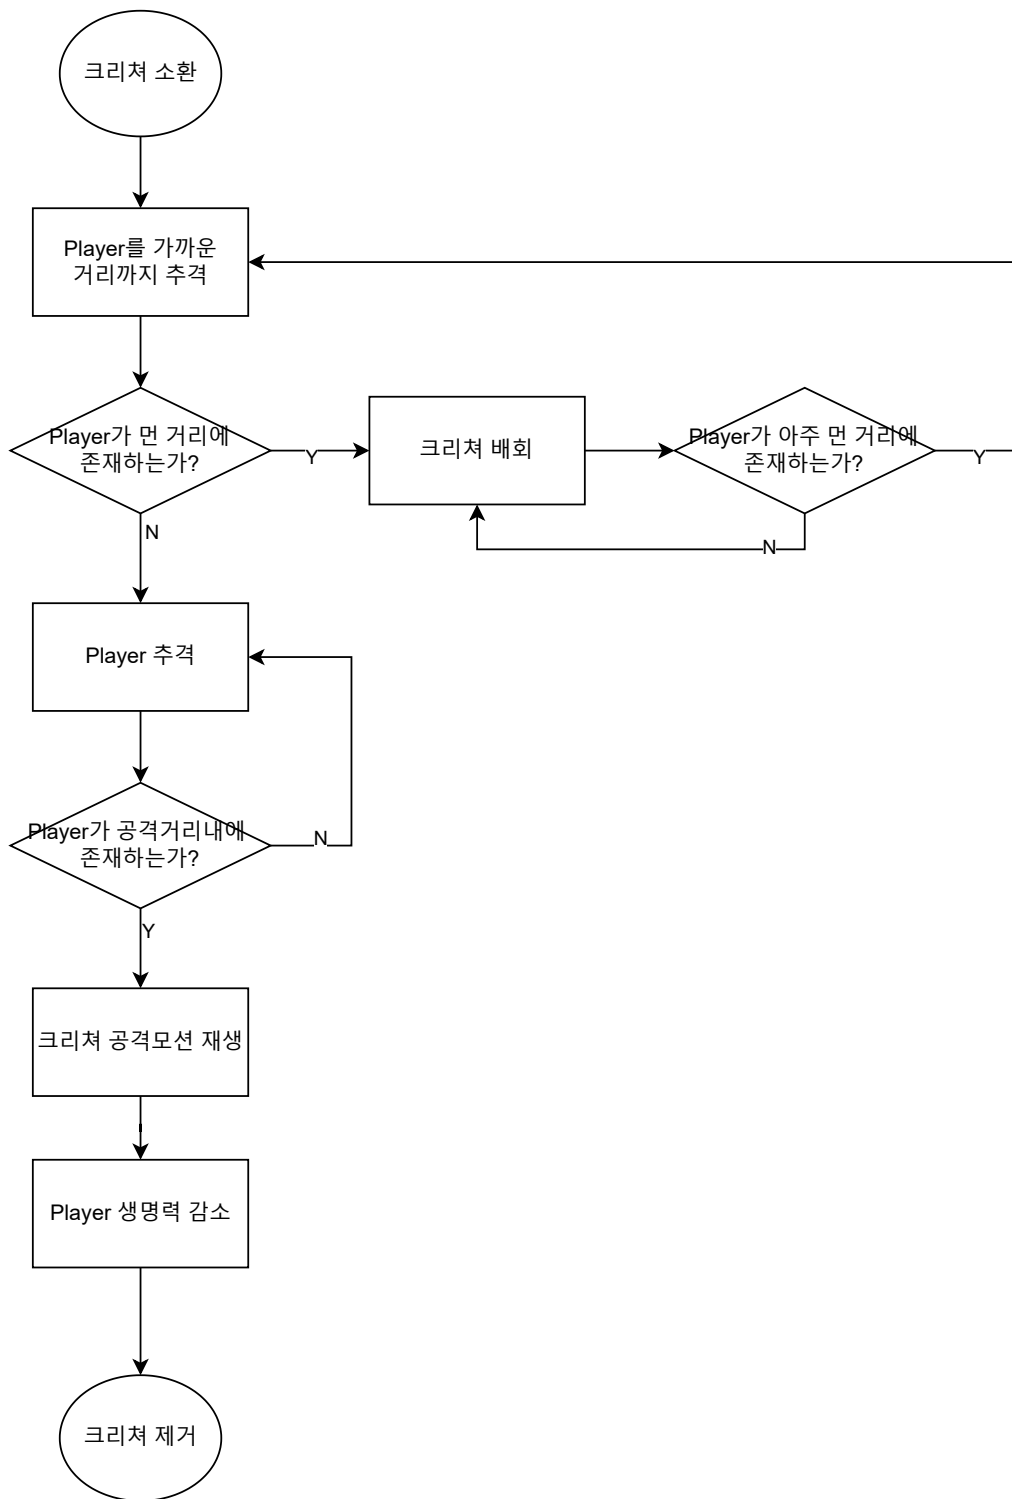 크리쳐 소환
Player를 가까운
거리까지 추격
Player가 먼 거리에
존재하는가?
Y
크리쳐 배회
Player가 아주 먼 거리에
존재하는가?
Y
N
N
Player 추격
Player가 공격거리내에
존재하는가?
N
Y
크리쳐 공격모션 재생
Player 생명력 감소
크리쳐 제거